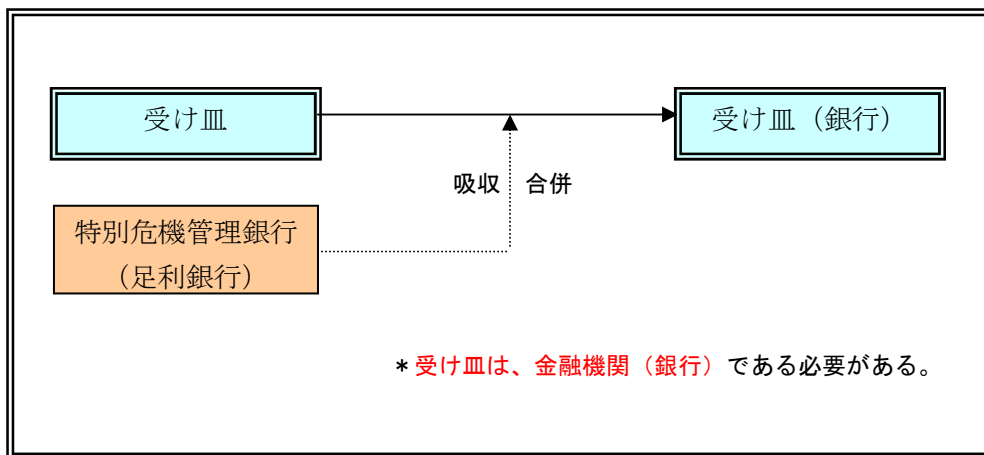 受け皿
受け皿（銀行）
吸収 合併
特別危機管理銀行
（足利銀行）
＊受け皿は、金融機関（銀行）である必要がある。